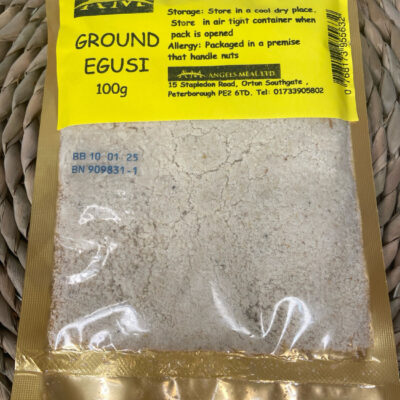 AM
GROUND
EGUSI
100g
Storage: Store in a cool dry place.
Store in air tight container when
pack is opened
Allergy: Packaged in a premise
that handle nuts
AM ANGELS MEAL LTD.
15 Stapledon Road, Orton Southgate,
Peterborough PE2 6TD. Tel: 01733905802
BB 10 01 25
BN 909831-1